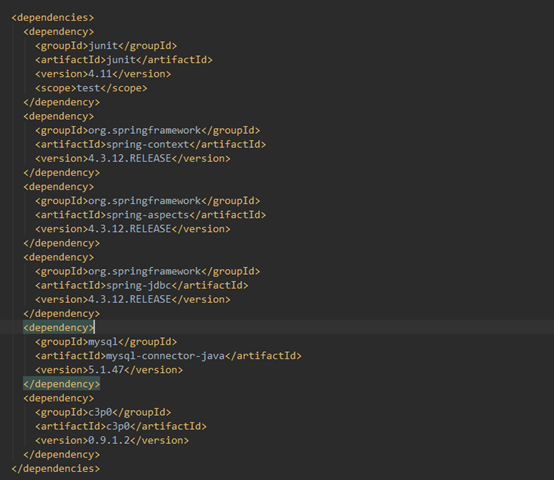 <dependencies>
<dependency>
<groupId>junit</groupId>
<artifactId>junit</artifactId>
<version>4.11</version>
<scope>test</scope>
</dependency>
<dependency>
<groupId>org.springframework</groupId>
<artifactId>spring-context</artifactId>
<version>4.3.12.RELEASE</version>
</dependency>
<dependency>
<groupId>org.springframework</groupId>
<artifactId>spring-aspects</artifactId>
<version>4.3.12.RELEASE</version>
</dependency>
<dependency>
<groupId>org.springframework</groupId>
<artifactId>spring-jdbc</artifactId>
<version>4.3.12.RELEASE</version>
</dependency>
<dependency>
<groupId>mysql</groupId>
<artifactId>mysql-connector-java</artifactId>
<version>5.1.47</version>
</dependency>
<dependency>
<groupId>c3p0</groupId>
<artifactId>c3p0</artifactId>
<version>0.9.1.2</version>
</dependency>
</dependencies>